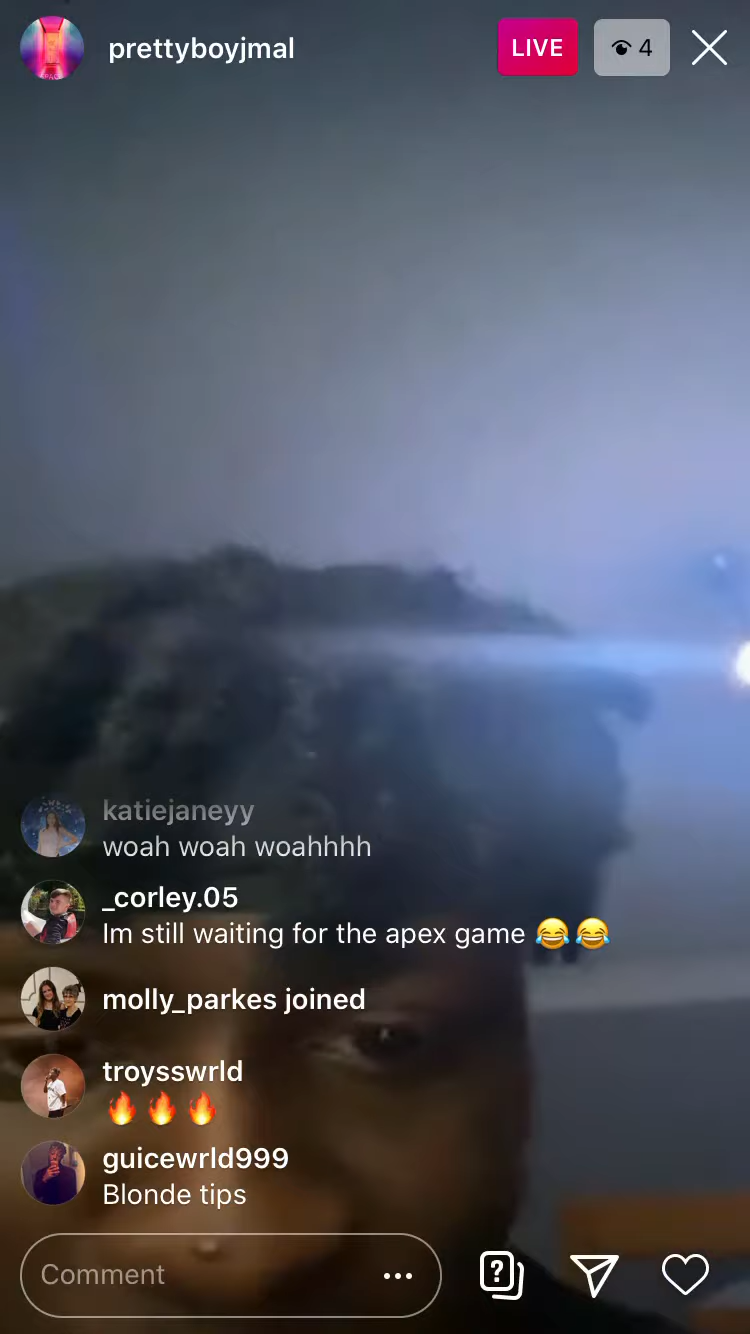 prettyboyjmal
LIVE
4
katiejaneyy
woah woah woahhhh
_corley.05
Im still waiting for the apex game 😂😂
molly_parkes joined
troysswrld
🔥🔥🔥
guicewrld999
Blonde tips
Comment